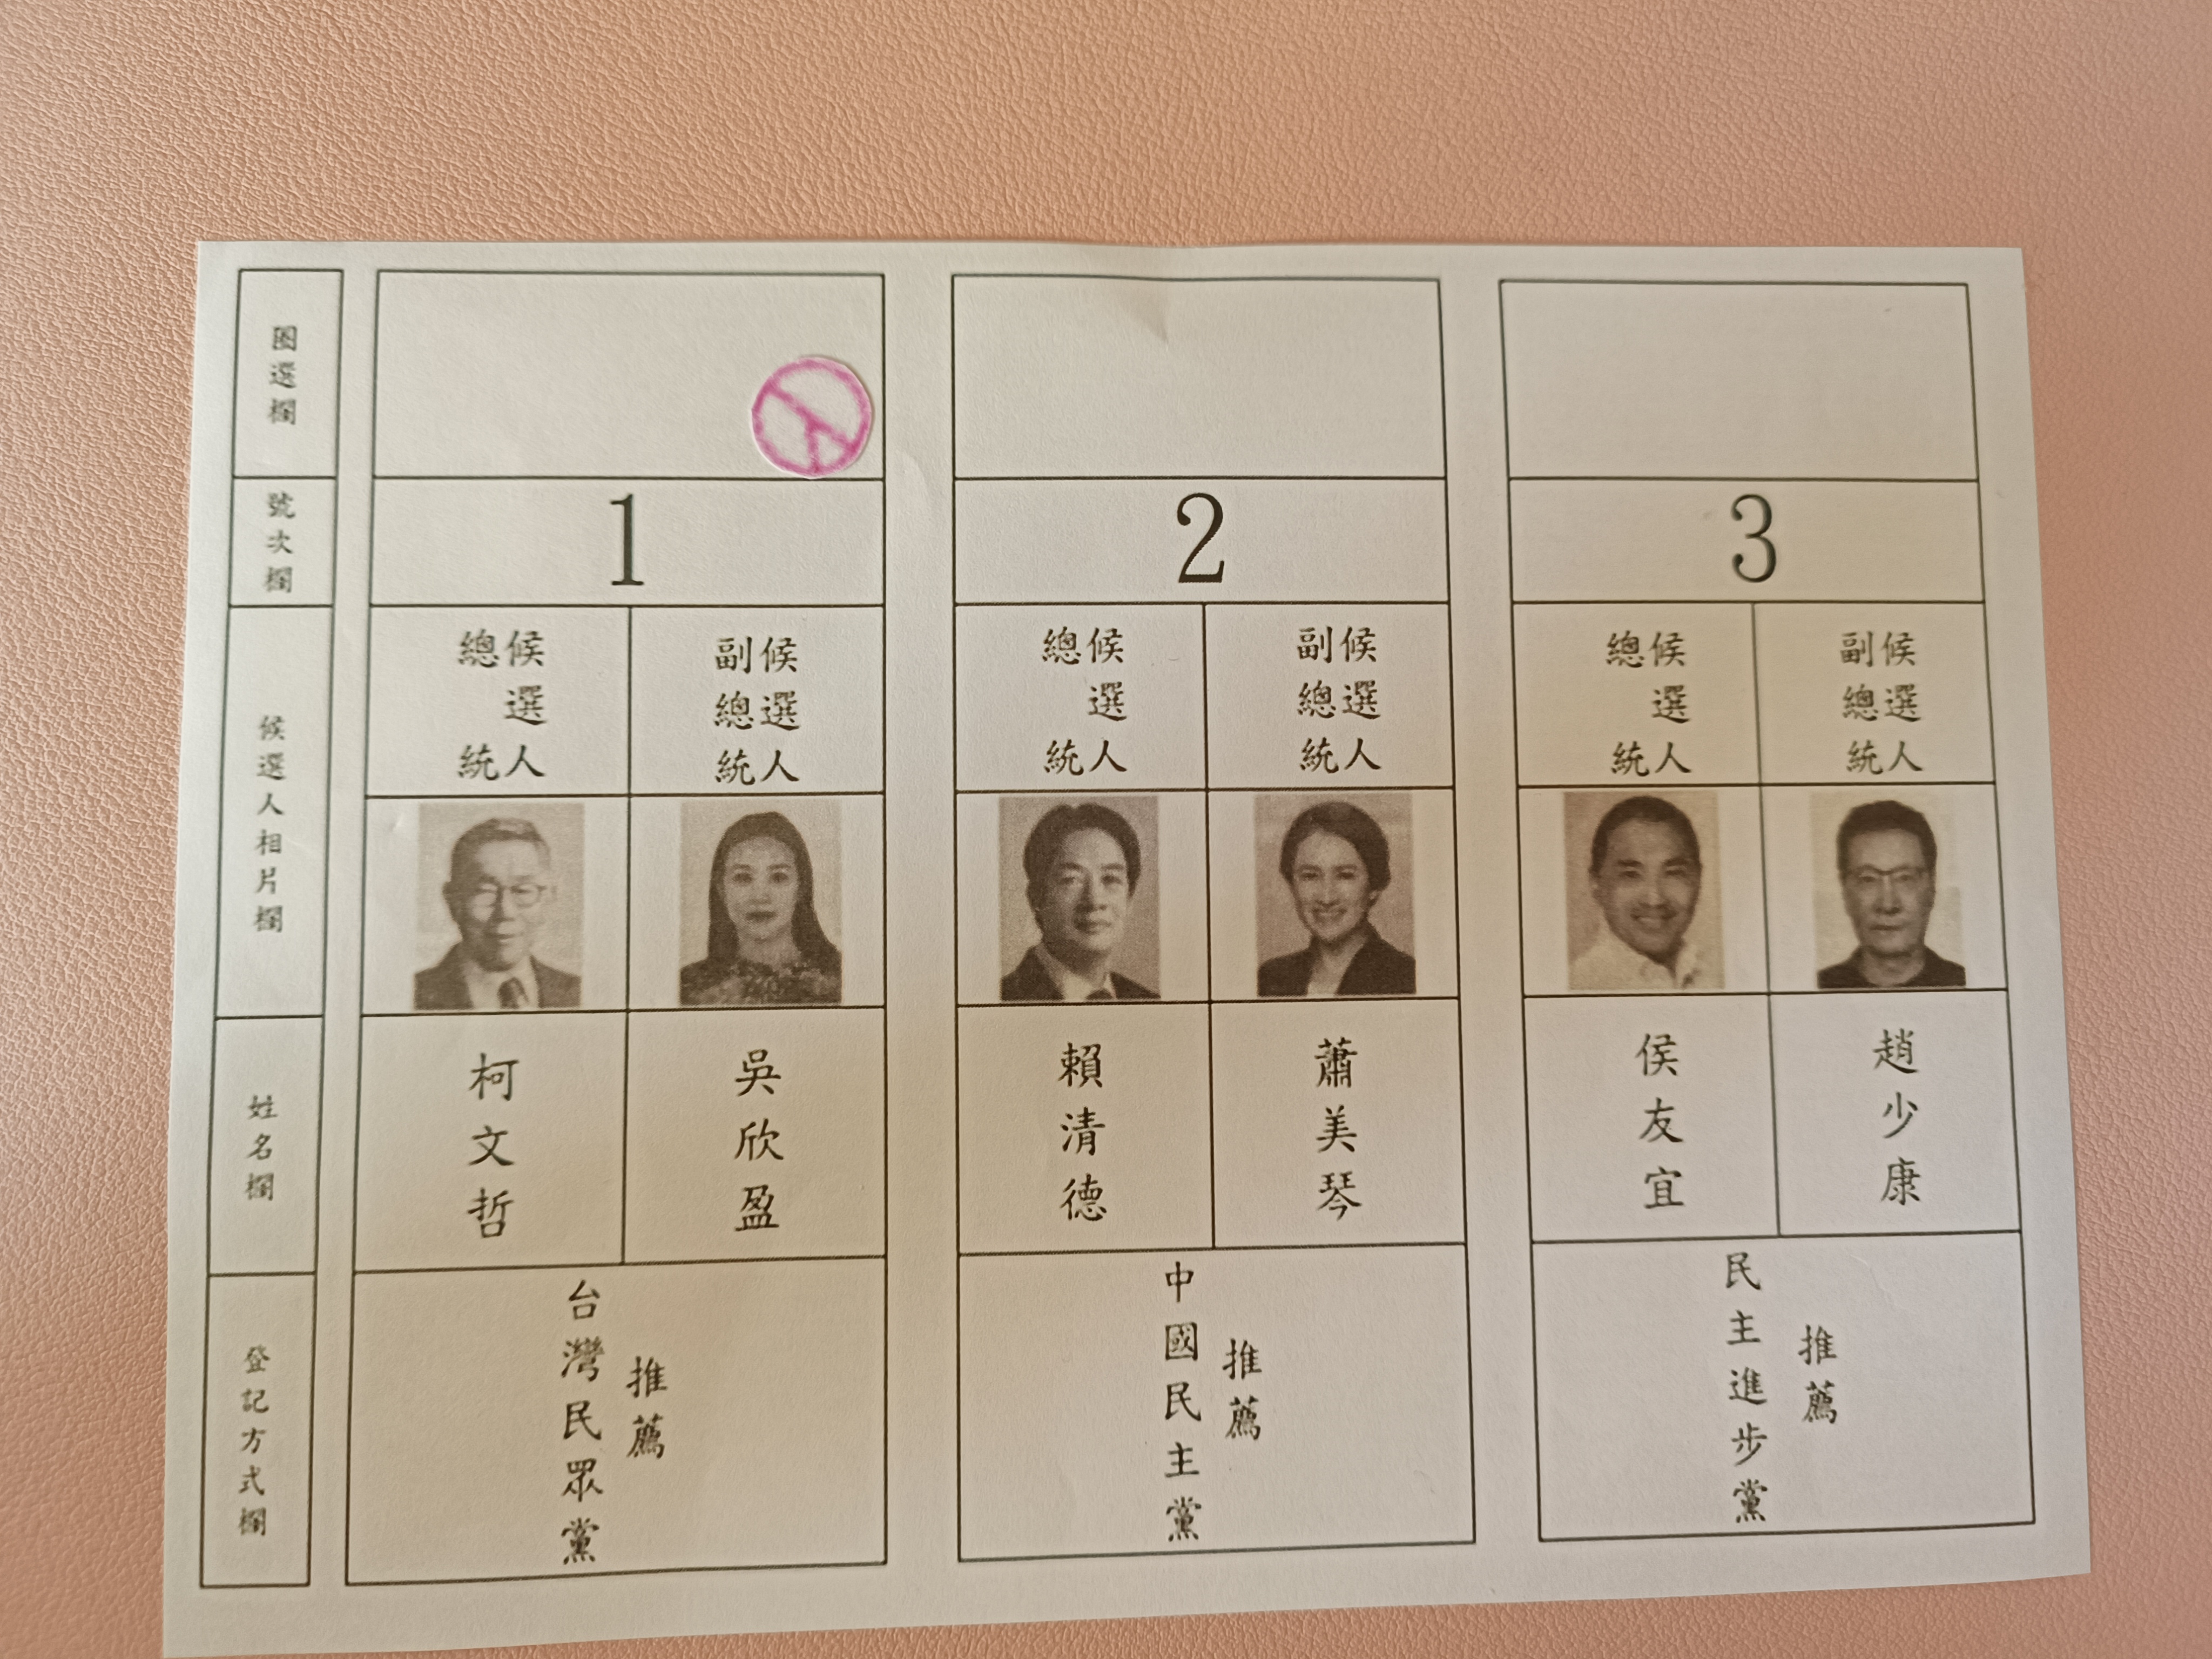 圈選欄
號次欄
候選人相片欄
姓名欄
登記方式欄
1
總統候選人
副總統候選人
柯文哲
吳欣盈
台灣民眾黨推薦
2
總統候選人
副總統候選人
賴清德
蕭美琴
中國民主黨推薦
3
總統候選人
副總統候選人
侯友宜
趙少康
民主進步黨推薦